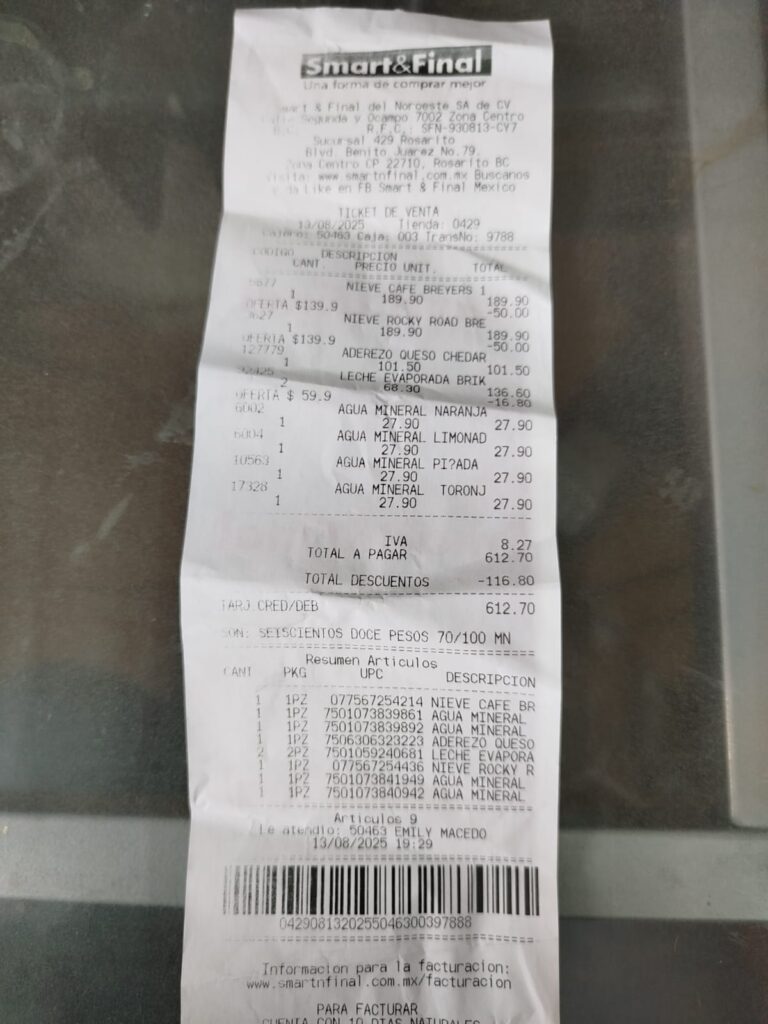 Smart&Final
Una forma de comprar mejor
Smart & Final del Noroeste SA de CV
Segunda y Ocampo 7002 Zona Centro
R.F.C.: SFN-930813-CY7
Sucursal 429 Rosarito
Blvd. Benito Juarez No.79,
Zona Centro CP 22710, Rosarito BC
Visita: www.smartnfinal.com.mx Buscanos
y da Like en FB Smart & Final Mexico
TICKET DE VENTA
13/08/2025 Tienda: 0429
Cajero: 50463 Caja: 003 TransNo: 9788
CODIGO DESCRIPCION
CANT PRECIO UNIT. TOTAL
NIEVE CAFE BREYERS 1
1 189.90 189.90
OFERTA $139.9 -50.00
NIEVE ROCKY ROAD BRE
1 189.90 189.90
OFERTA $139.9 -50.00
127779 ADEREZO QUESO CHEDAR
1 101.50 101.50
LECHE EVAPORADA BRIK
2 68.30 136.60
OFERTA $ 59.9 -16.80
6002 AGUA MINERAL NARANJA
1 27.90 27.90
6004 AGUA MINERAL LIMONAD
1 27.90 27.90
10563 AGUA MINERAL PI?ADA
1 27.90 27.90
17328 AGUA MINERAL TORONJ
1 27.90 27.90
IVA 8.27
TOTAL A PAGAR 612.70
TOTAL DESCUENTOS -116.80
TARJ.CRED/DEB 612.70
SON: SEISCIENTOS DOCE PESOS 70/100 MN
Resumen Articulos
CANT PKG UPC DESCRIPCION
1 1PZ 077567254214 NIEVE CAFE BR
1 1PZ 7501073839861 AGUA MINERAL
1 1PZ 7501073839892 AGUA MINERAL
1 1PZ 7506306323223 ADEREZO QUESO
2 2PZ 7501059240681 LECHE EVAPORA
1 1PZ 077567254436 NIEVE ROCKY R
1 1PZ 7501073841949 AGUA MINERAL
1 1PZ 7501073840942 AGUA MINERAL
Articulos 9
Le atendio: 50463 EMILY MACEDO
13/08/2025 19:29
0429081320255046300397888
Informacion para la facturacion:
www.smartnfinal.com.mx/facturacion
PARA FACTURAR
CUENTA CON 10 DIAS NATURALES